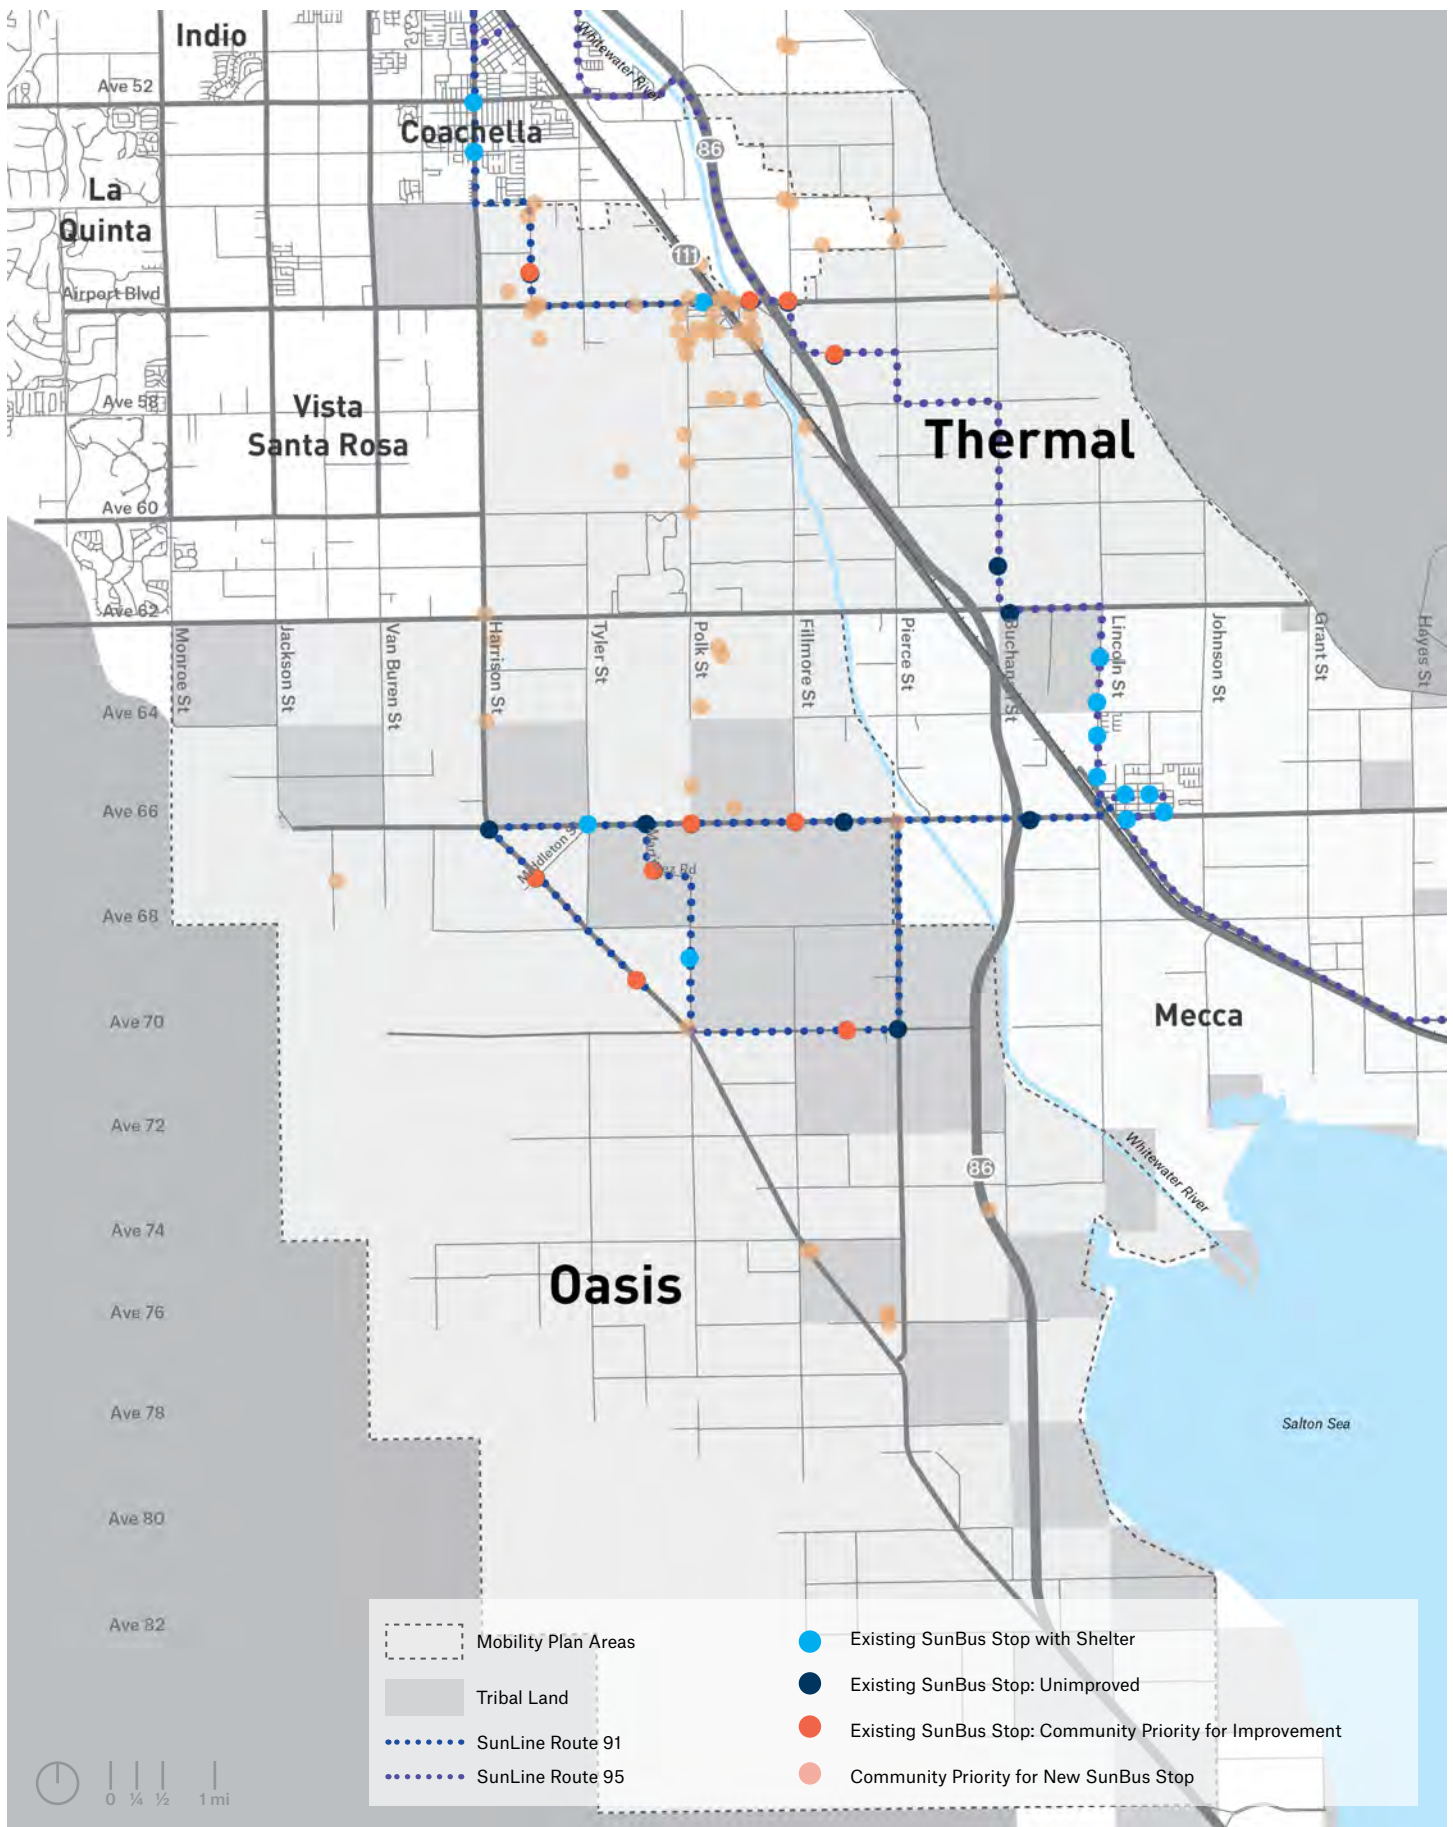 Indio
Whitewater River
Ave 52
Coachella
86
La
Quinta
111
Airport Blvd
Ave 58
Vista
Santa Rosa
Thermal
Ave 60
Ave 62
Monroe St
Jackson St
Van Buren St
Harrison St
Tyler St
Polk St
Fillmore St
Pierce St
Lincoln St
Johnson St
Grant St
Hayes St
Ave 64
Ave 66
Middleton St
Rd
Ave 68
Mecca
Ave 70
Ave 72
Whitewater River
86
Ave 74
Oasis
Ave 76
Ave 78
Salton Sea
Ave 80
Ave 82
Mobility Plan Areas
Tribal Land
SunLine Route 91
SunLine Route 95
Existing SunBus Stop with Shelter
Existing SunBus Stop: Unimproved
Existing SunBus Stop: Community Priority for Improvement
Community Priority for New SunBus Stop
0 ¼ ½ 1 mi